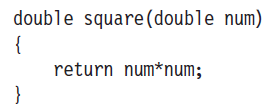 double square(double num)
{
    return num*num;
}